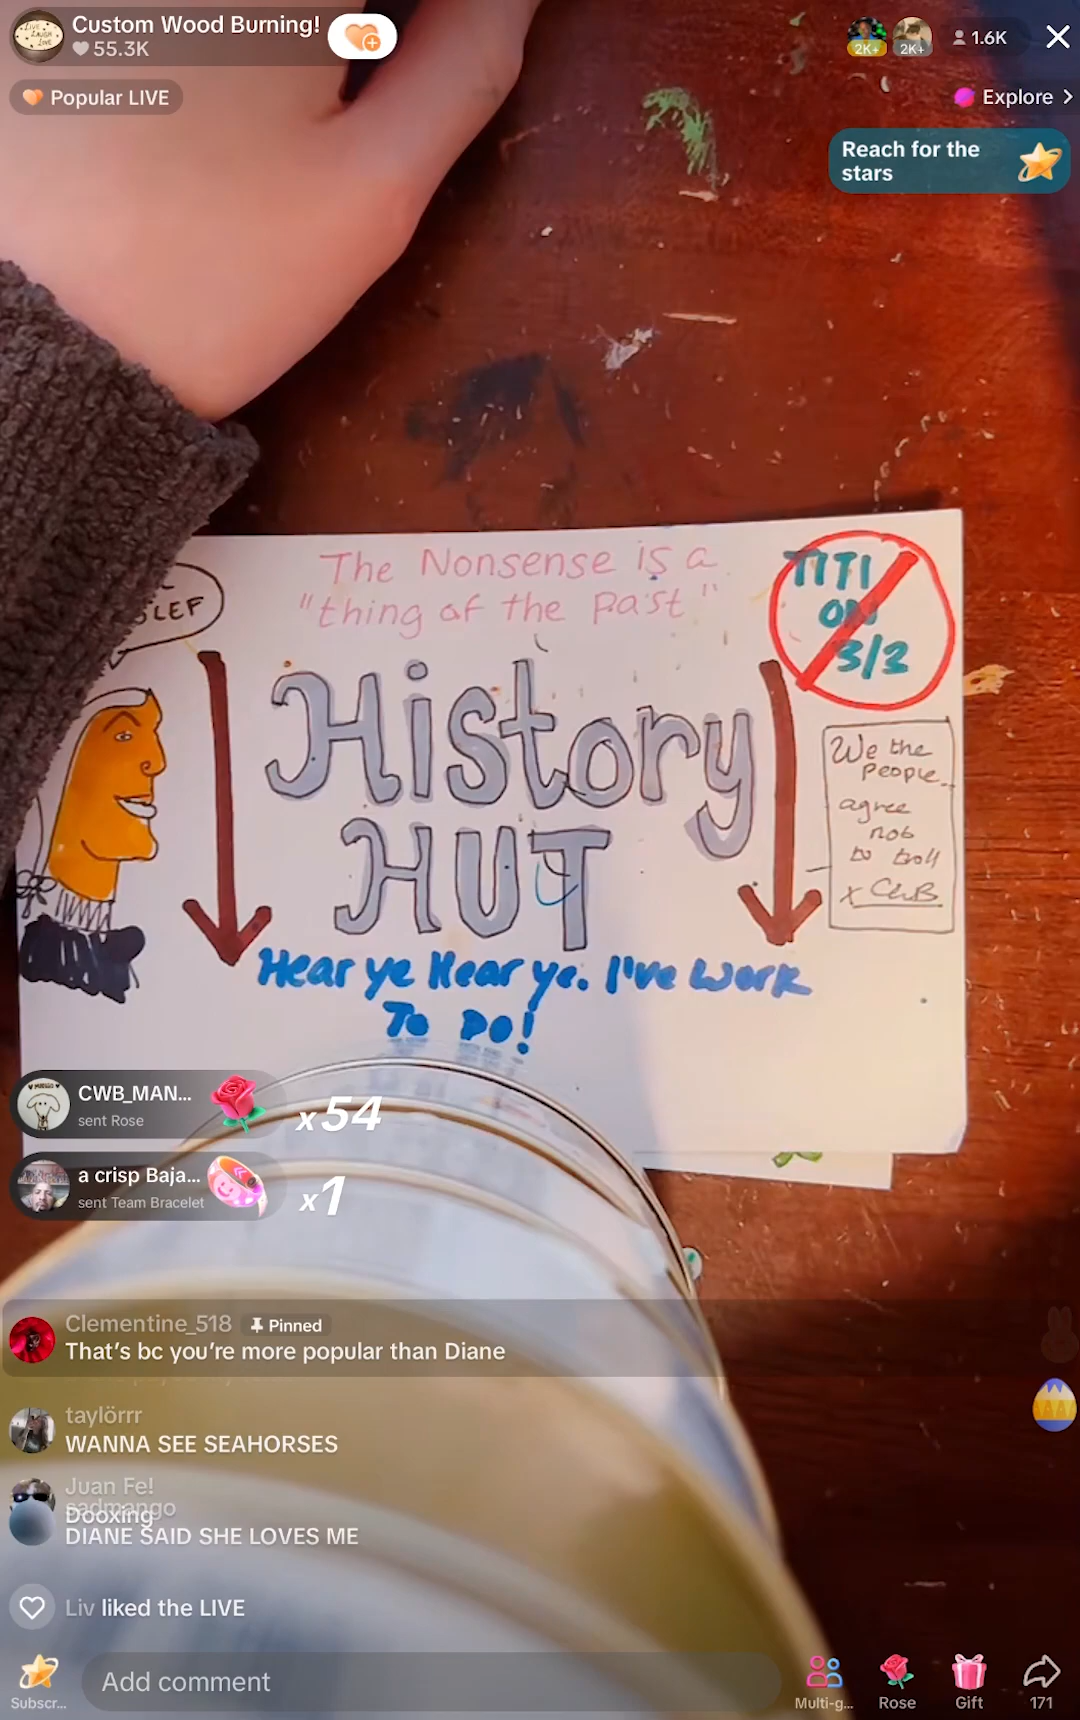 Custom Wood Burning!
55.3K
2K+
2K+
1.6K
Popular LIVE
Explore >
Reach for the
stars
The Nonsense is a
"thing of the Past"
TITI
ON
3/2
History
HUT
We the
People
agree
not
to troll
x CWB
Hear ye Hear ye. I've work
To Do!
CWB_MAN...
sent Rose
x54
a crisp Baja...
sent Team Bracelet
x1
Clementine_518 Pinned
That's bc you're more popular than Diane
taylörrr
WANNA SEE SEAHORSES
Juan Fe!
Dooxing
sadmango
DIANE SAID SHE LOVES ME
Liv liked the LIVE
Subscr...
Add comment
Multi-g...
Rose
Gift
171